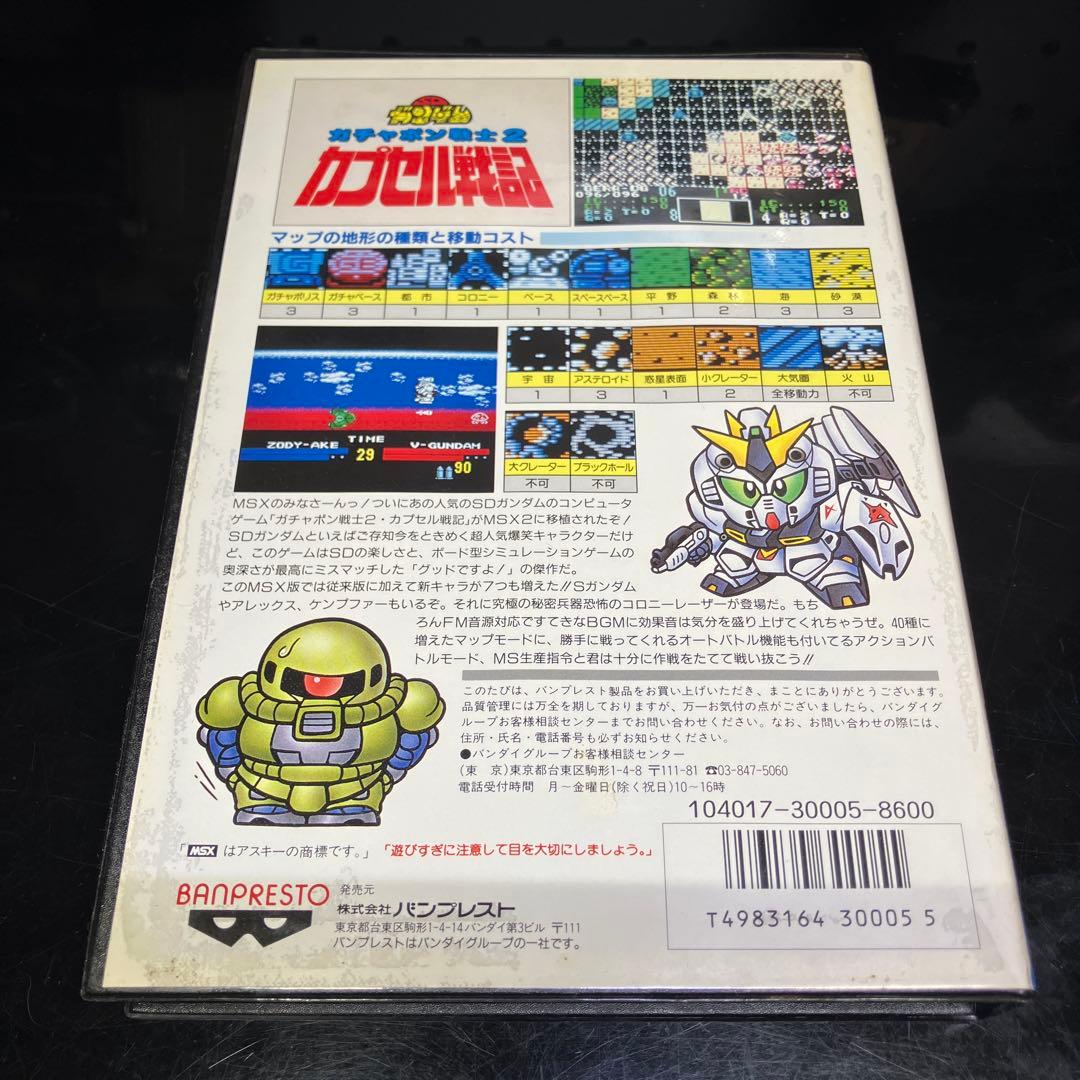 ガチャポン戦士2
カプセル戦記
096/096
06
マップの地形の種類と移動コスト
ガチャポリス ガチャベース 都市 コロニー ベース スペースベース 平野 森林 海 砂漠
3 3 1 1 1 1 1 2 3 3
宇宙 アステロイド 惑星表面 小クレーター 大気圏 火山
1 3 1 2 全移動力 不可
大クレーター ブラックホール
不可 不可
ZODY-AKE TIME V-GUNDAM
29
90
MSXのみなさーんっ!ついにあの人気のSDガンダムのコンピュータ
ゲーム「ガチャポン戦士2・カプセル戦記」がMSX2に移植されたぞ!
SDガンダムといえばご存知今をときめく超人気爆笑キャラクターだけ
ど、このゲームはSDの楽しさと、ボード型シミュレーションゲームの
奥深さが最高にミスマッチした「グッドですよ!」の傑作だ。
このMSX版では従来版に加えて新キャラが7つも増えた!!Sガンダム
やアレックス、ケンプファーもいるぞ。それに究極の秘密兵器恐怖のコロニーレーザーが登場だ。もち
ろんFM音源対応ですてきなBGMに効果音は気分を盛り上げてくれちゃうぜ。40種に
増えたマップモードに、勝手に戦ってくれるオートバトル機能も付いてるアクションバ
トルモード、MS生産指令と君は十分に作戦をたてて戦い抜こう!!
このたびは、バンプレスト製品をお買い上げいただき、まことにありがとうございます。
品質管理には万全を期しておりますが、万一お気付の点がございましたら、バンダイグ
ループお客様相談センターまでお問い合わせください。なお、お問い合わせの際には、
住所・氏名・電話番号も必ずお知らせください。
●バンダイグループお客様相談センター
(東 京)東京都台東区駒形1-4-8 〒111-81 ☎03-847-5060
電話受付時間 月~金曜日(除く祝日)10~16時
104017-30005-8600
「MSXはアスキーの商標です。」「遊びすぎに注意して目を大切にしましょう。」
T4983164 30005 5
BANPRESTO
発売元
株式会社バンプレスト
東京都台東区駒形1-4-14バンダイ第3ビル 〒111
バンプレストはバンダイグループの一社です。